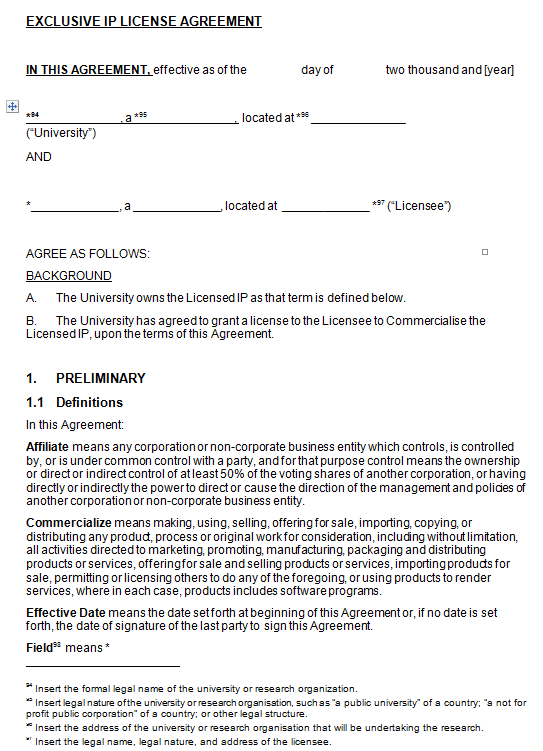 EXCLUSIVE IP LICENSE AGREEMENT
IN THIS AGREEMENT, effective as of the day of two thousand and [year]
*94______________, a *95______________, located at *96______________
("University")
AND
*______________, a ______________, located at ______________ *97 ("Licensee")
AGREE AS FOLLOWS:
BACKGROUND
A. The University owns the Licensed IP as that term is defined below.
B. The University has agreed to grant a license to the Licensee to Commercialise the
Licensed IP, upon the terms of this Agreement.
1. PRELIMINARY
1.1 Definitions
In this Agreement:
Affiliate means any corporation or non-corporate business entity which controls, is controlled
by, or is under common control with a party, and for that purpose control means the ownership
or direct or indirect control of at least 50% of the voting shares of another corporation, or having
directly or indirectly the power to direct or cause the direction of the management and policies of
another corporation or non-corporate business entity.
Commercialize means making, using, selling, offering for sale, importing, copying, or
distributing any product, process or original work for consideration, including without limitation,
all activities directed to marketing, promoting, manufacturing, packaging and distributing
products or services, offering for sale and selling products or services, importing products for
sale, permitting or licensing others to do any of the foregoing, or using products to render
services, where in each case, products includes software programs.
Effective Date means the date set forth at beginning of this Agreement or, if no date is set
forth, the date of signature of the last party to sign this Agreement.
Field98 means *
94 Insert the formal legal name of the university or research organization.
95 Insert legal nature of the university or research organisation, such as "a public university" of a country; "a not for
profit public corporation" of a country; or other legal structure.
96 Insert the address of the university or research organisation that will be undertaking the research.
97 Insert the legal name, legal nature, and address of the licensee.